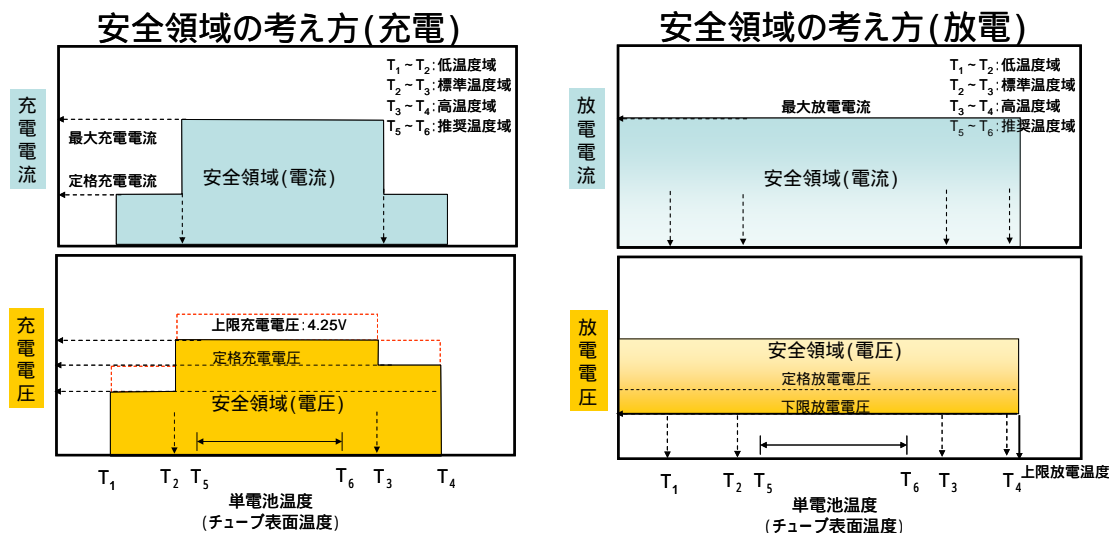 安全領域の考え方(充電)
充電電流
T1～T2:低温度域
T2～T3:標準温度域
T3～T4:高温度域
T5～T6:推奨温度域
最大充電電流
定格充電電流
安全領域(電流)
充電電圧
上限充電電圧:4.25V
定格充電電圧
安全領域(電圧)
T1 T2 T5 T6 T3 T4
単電池温度
(チューブ表面温度)
安全領域の考え方(放電)
放電電流
T1～T2:低温度域
T2～T3:標準温度域
T3～T4:高温度域
T5～T6:推奨温度域
最大放電電流
安全領域(電流)
放電電圧
安全領域(電圧)
定格放電電圧
下限放電電圧
T1 T2 T5 T6 T3 T4 上限放電温度
単電池温度
(チューブ表面温度)